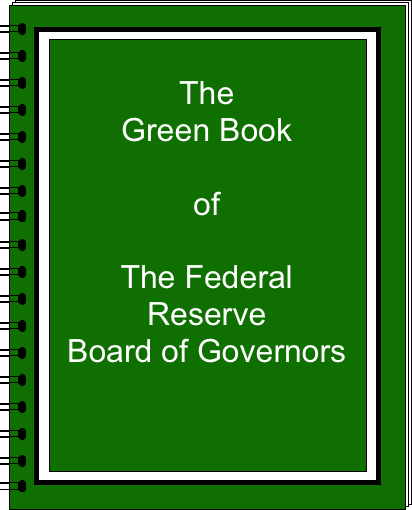 The
Green Book
of
The Federal
Reserve
Board of Governors